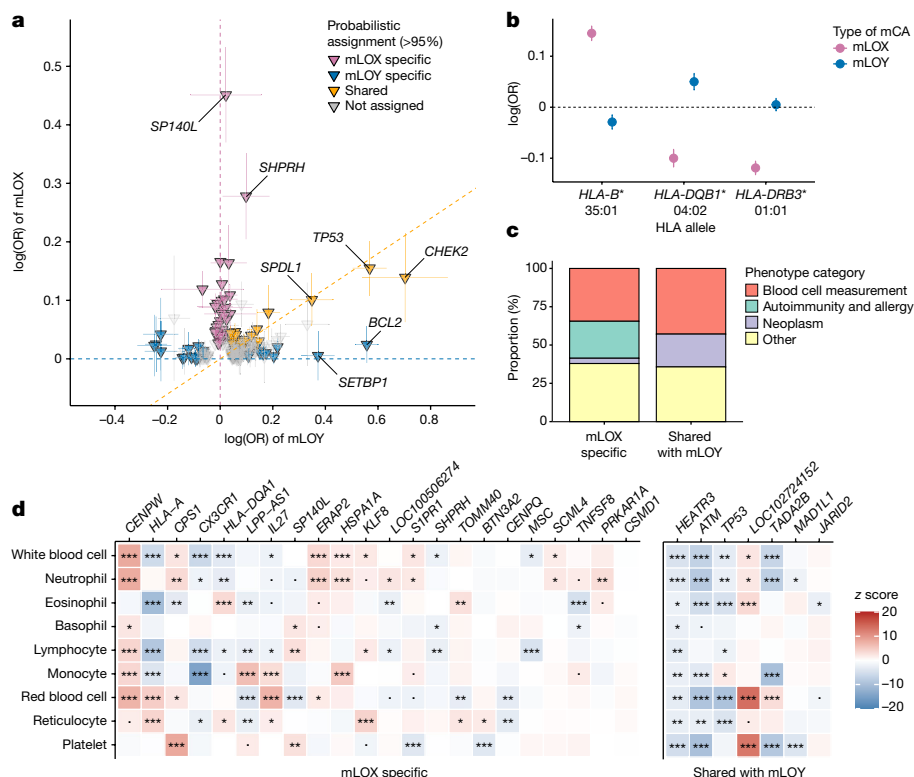 a
Probabilistic
assignment (>95%)
mLOX specific
mLOY specific
Shared
Not assigned
0.5
0.4
0.3
0.2
0.1
0
log(OR) of mLOX
SP140L
SHPRH
TP53
CHEK2
SPDL1
BCL2
SETBP1
−0.4
−0.2
0
0.2
0.4
0.6
0.8
log(OR) of mLOY
b
Type of mCA
mLOX
mLOY
0.1
0
−0.1
log(OR)
HLA-B* HLA-DQB1* HLA-DRB3*
35:01 04:02 01:01
HLA allele
c
100
75
50
25
0
Proportion (%)
Phenotype category
Blood cell measurement
Autoimmunity and allergy
Neoplasm
Other
mLOX
specific
Shared
with mLOY
d
CENPW
HLA-A
CPS1
CX3CR1
HLA-DQA1
LPP-AS1
IL27
SP140L
ERAP2
HSPA1A
KLF8
LOC100506274
S1PR1
SHPRH
TOMM40
BTN3A2
CENPQ
MSC
SCML4
TNFSF8
PRKAR1A
CSMD1
HEATR3
ATM
TP53
LOC102724152
TADA2B
MAD1L1
JARID2
White blood cell
Neutrophil
Eosinophil
Basophil
Lymphocyte
Monocyte
Red blood cell
Reticulocyte
Platelet
mLOX specific
Shared with mLOY
z score
20
10
0
−10
−20